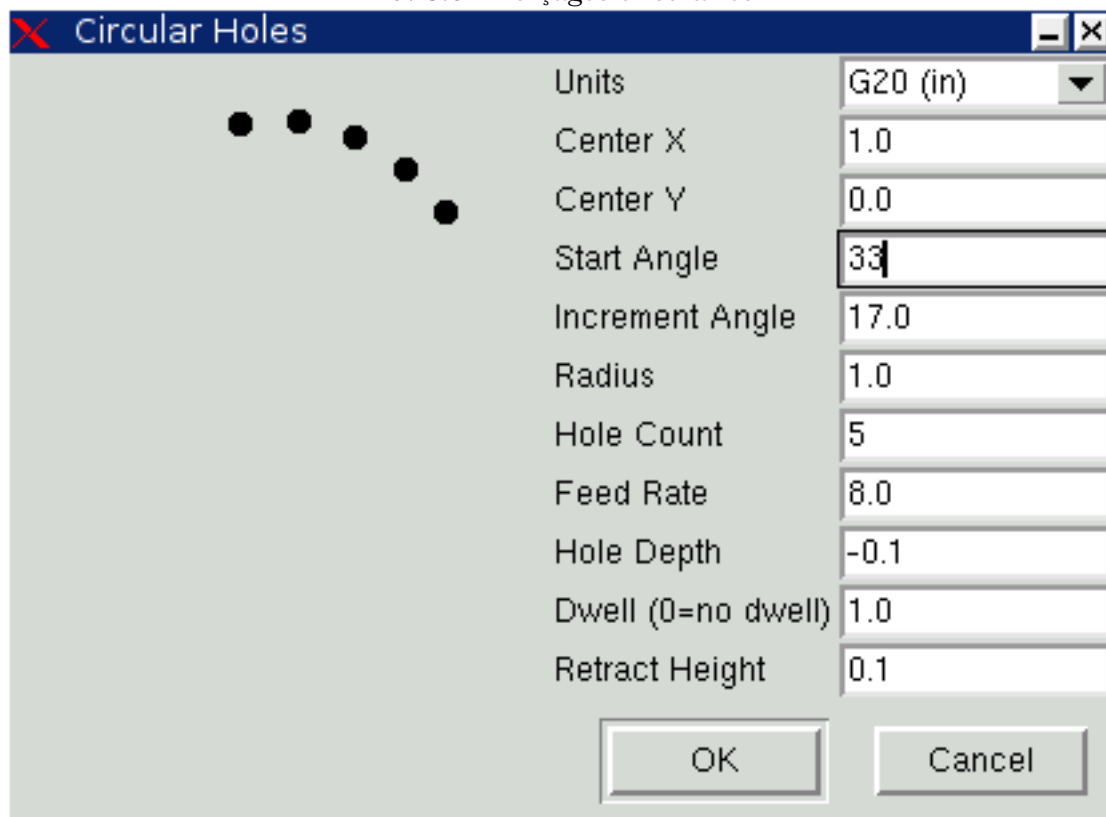 Circular Holes
Units G20 (in)
Center X 1.0
Center Y 0.0
Start Angle 33
Increment Angle 17.0
Radius 1.0
Hole Count 5
Feed Rate 8.0
Hole Depth -0.1
Dwell (0=no dwell) 1.0
Retract Height 0.1
OK Cancel